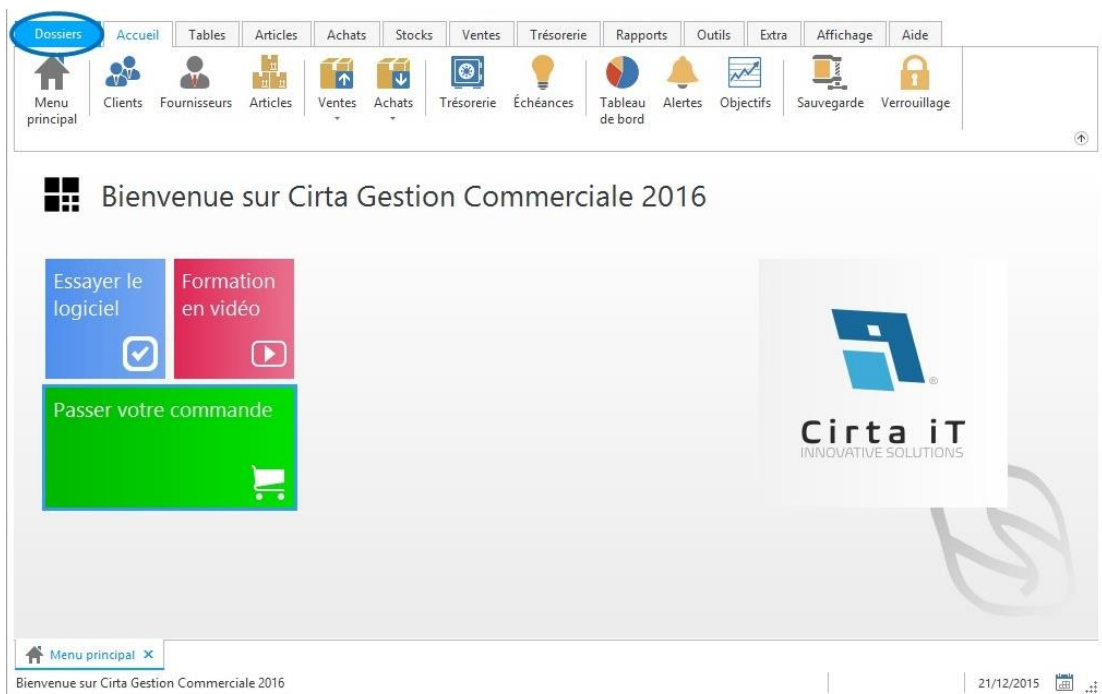 Dossiers Accueil Tables Articles Achats Stocks Ventes Trésorerie Rapports Outils Extra Affichage Aide
Menu principal
Clients
Fournisseurs
Articles
Ventes
Achats
Trésorerie
Échéances
Tableau de bord
Alertes
Objectifs
Sauvegarde
Verrouillage
Bienvenue sur Cirta Gestion Commerciale 2016
Essayer le
logiciel
Formation
en vidéo
Passer votre commande
Cirta iT
INNOVATIVE SOLUTIONS
Menu principal
Bienvenue sur Cirta Gestion Commerciale 2016
21/12/2015